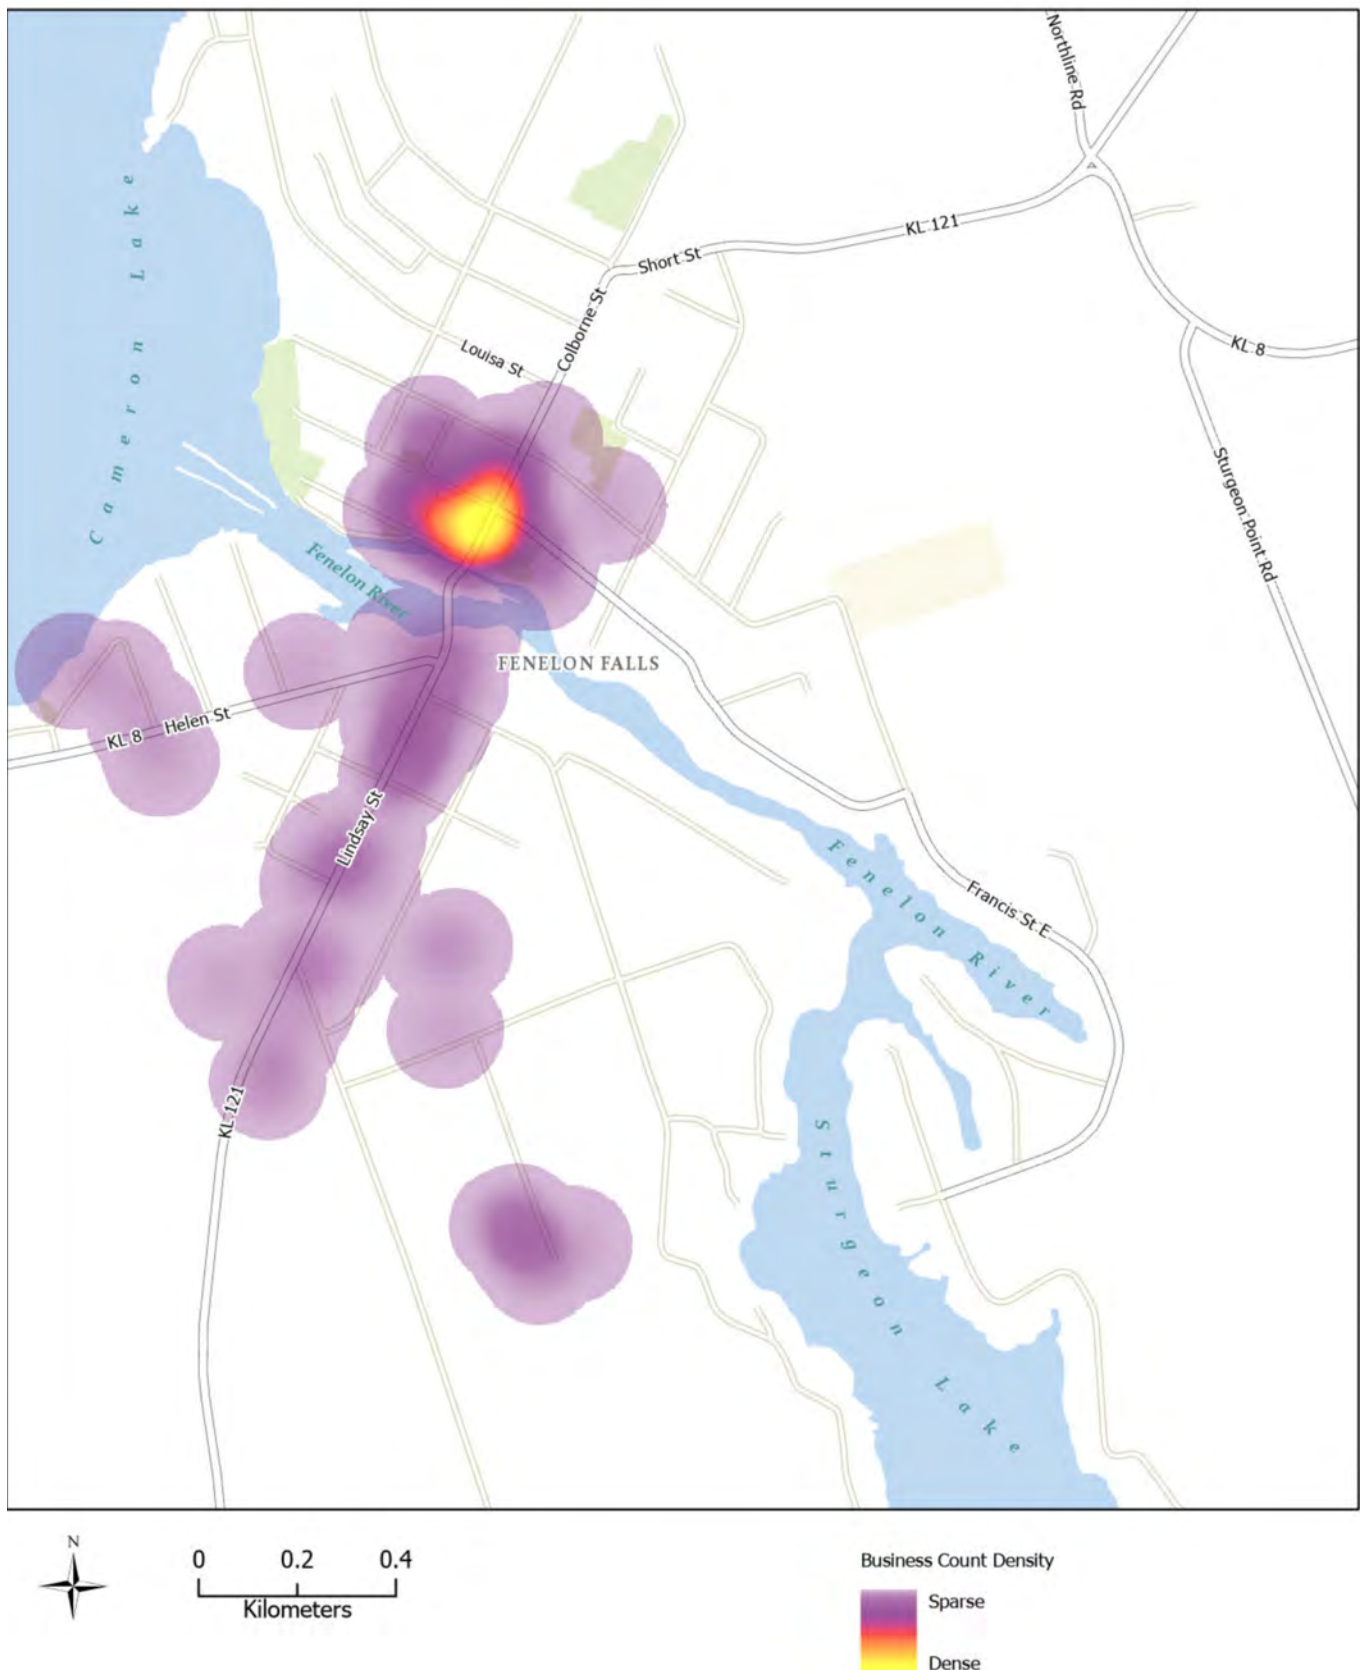 Northline Rd
Cameron Lake
KL 121
Short St
Colborne St
Louisa St
KL 8
Sturgeon Point Rd
Fenelon River
FENELON FALLS
KL 8
Helen St
Lindsay St
Fenelon River
Francis St E
KL 121
Sturgeon Lake
N
0 0.2 0.4
Kilometers
Business Count Density
Sparse
Dense